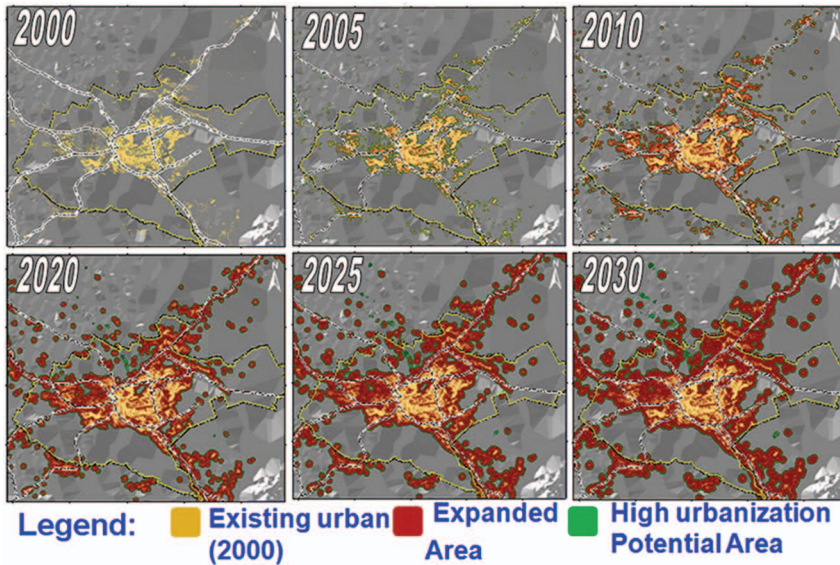 2000
N
2005
N
2010
N
2020
N
2025
N
2030
N
Legend: Existing urban (2000)
Expanded Area
High urbanization Potential Area